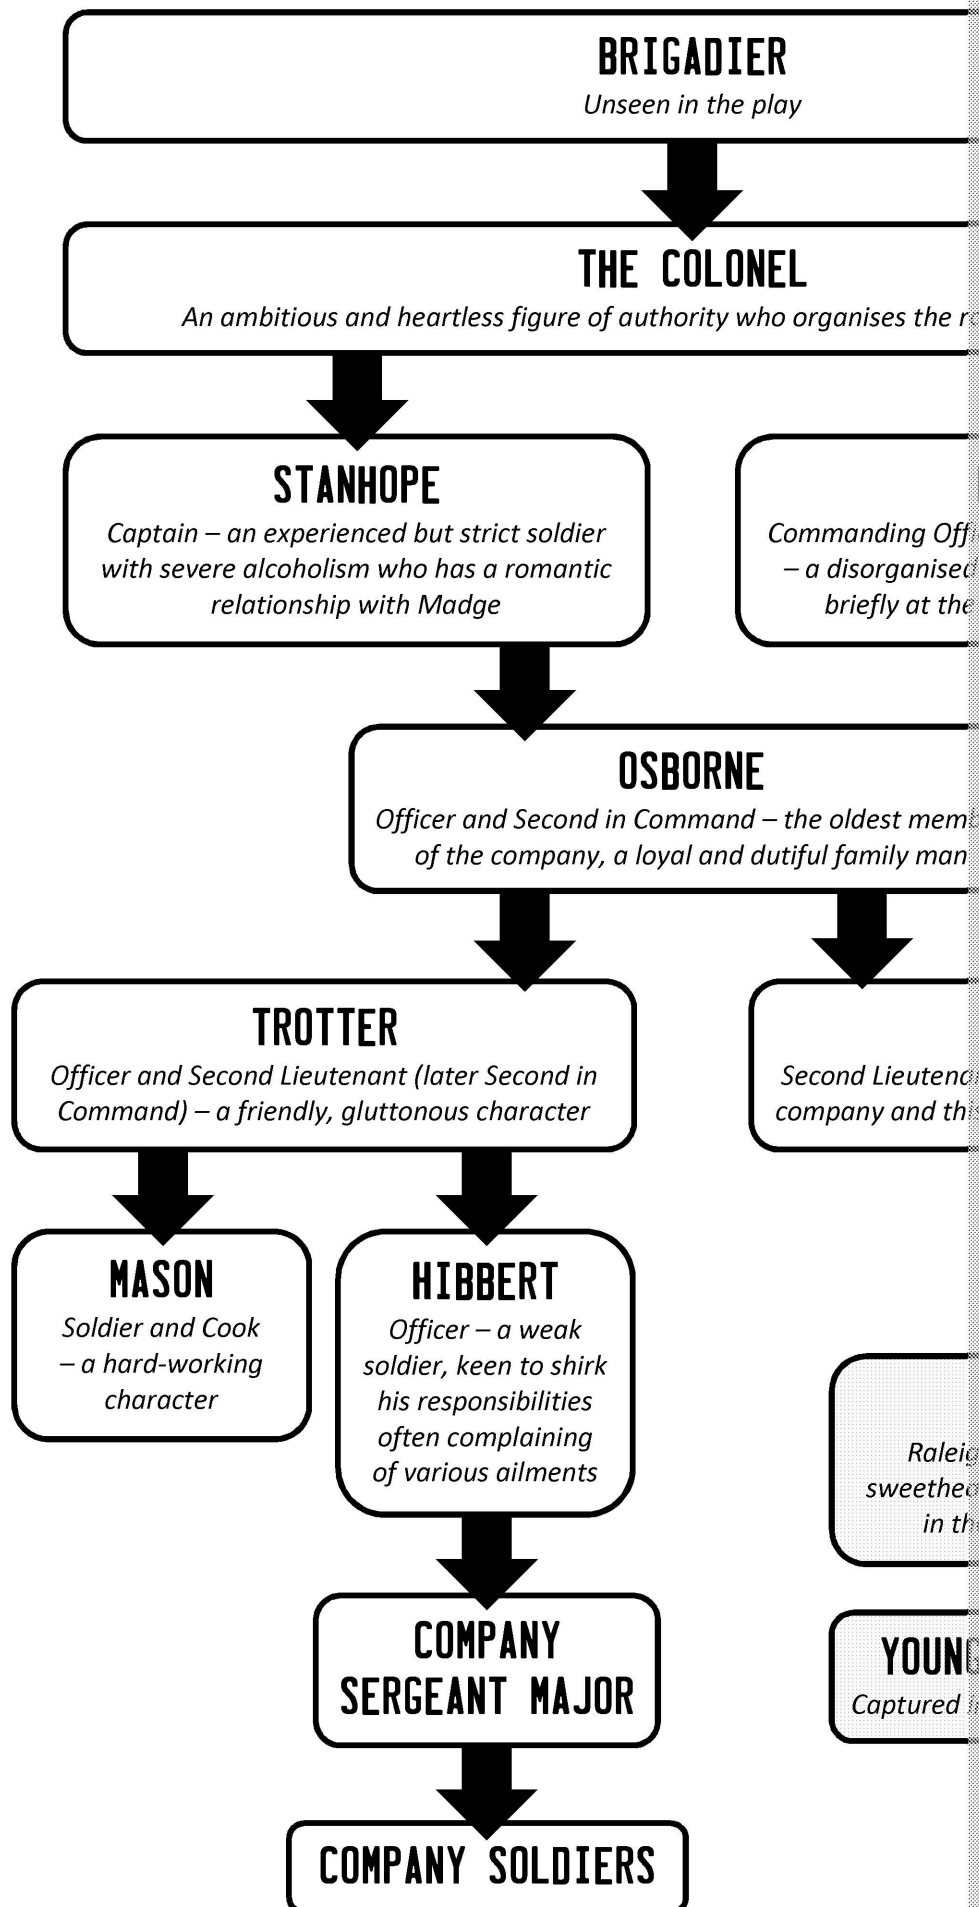 BRIGADIER
Unseen in the play
THE COLONEL
An ambitious and heartless figure of authority who organises the
STANHOPE
Captain – an experienced but strict soldier
with severe alcoholism who has a romantic
relationship with Madge
Commanding
– a disorganised
briefly at the
OSBORNE
Officer and Second in Command – the oldest
of the company, a loyal and dutiful family man
TROTTER
Officer and Second Lieutenant (later Second in
Command) – a friendly, gluttonous character
Second
company and
MASON
Soldier and Cook
– a hard-working
character
HIBBERT
Officer – a weak
soldier, keen to shirk
his responsibilities
often complaining
of various ailments
in
COMPANY
SERGEANT MAJOR
YOUNG
Captured
COMPANY SOLDIERS